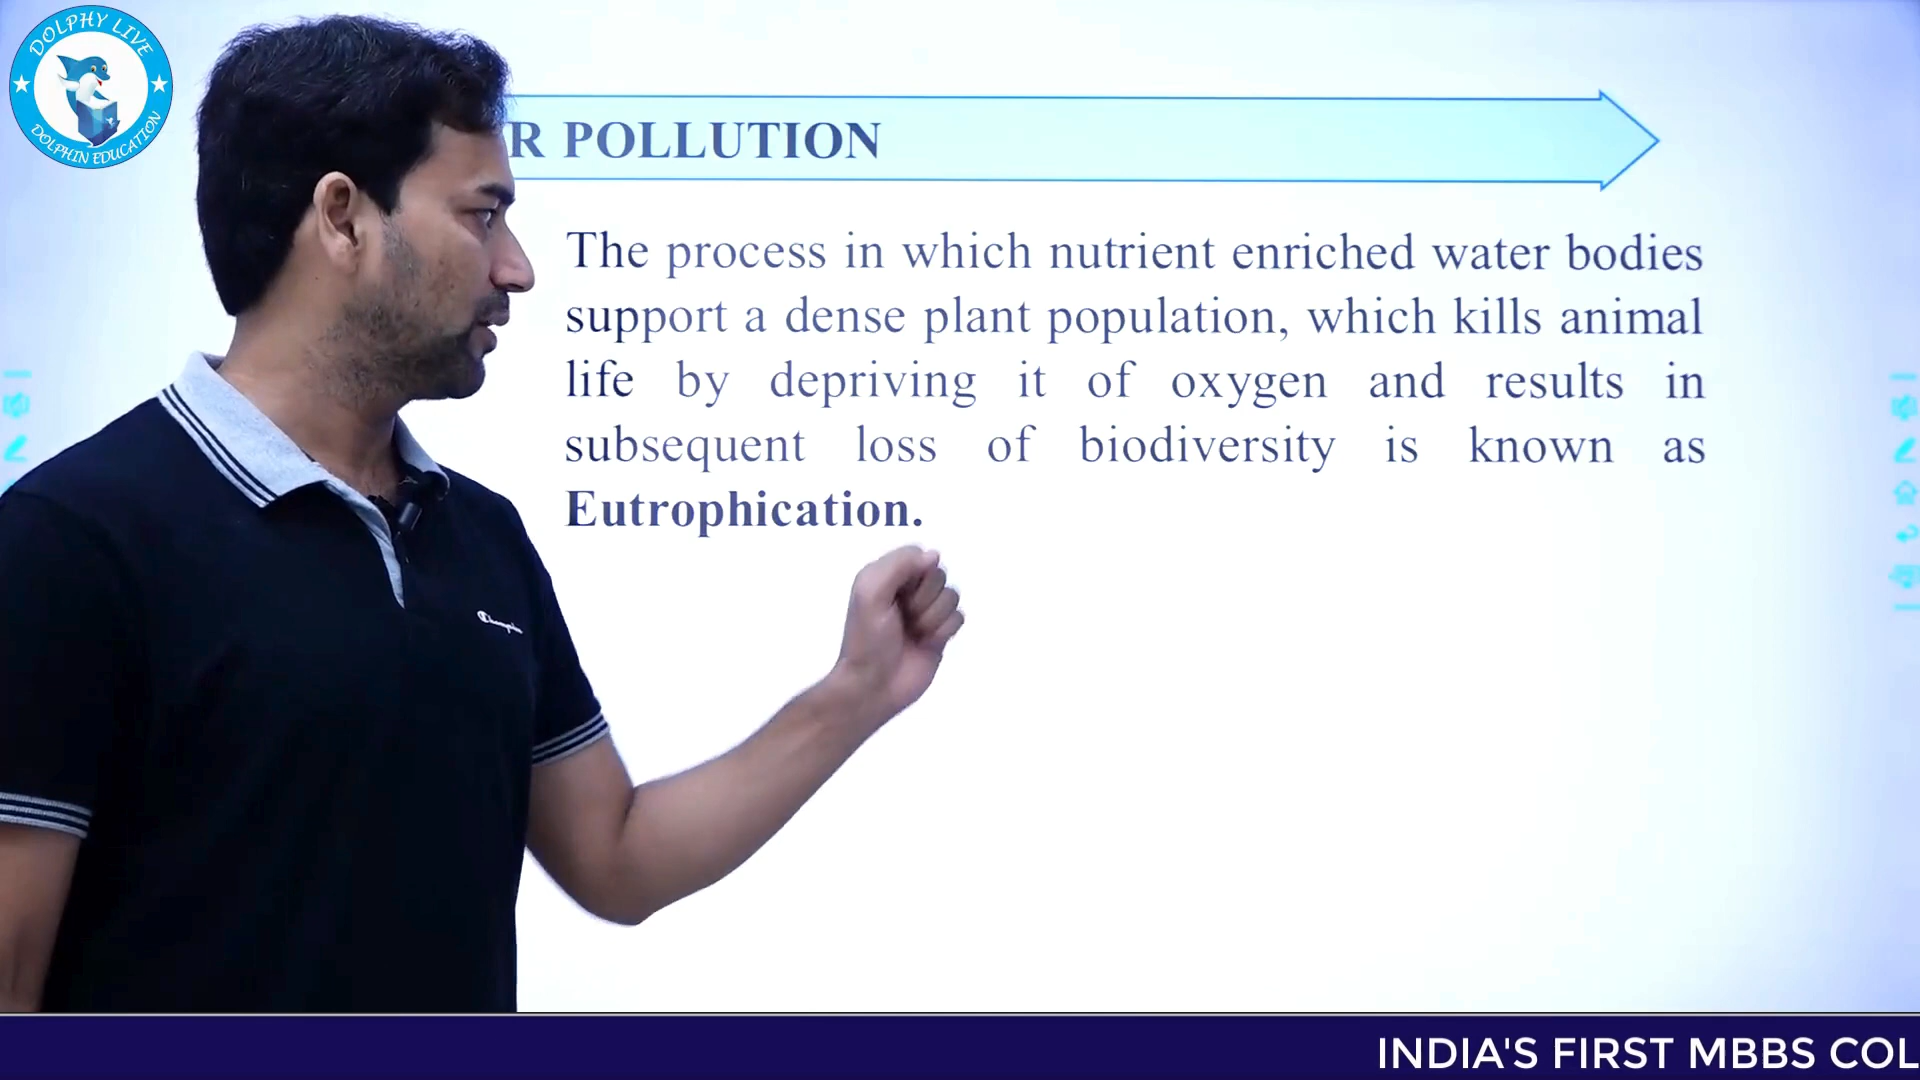 DOLPHY LIVE
DOLPHIN EDUCATION
R POLLUTION
The process in which nutrient enriched water bodies
support a dense plant population, which kills animal
life by depriving it of oxygen and results in
subsequent loss of biodiversity is known as
Eutrophication.
Champion
INDIA'S FIRST MBBS COL